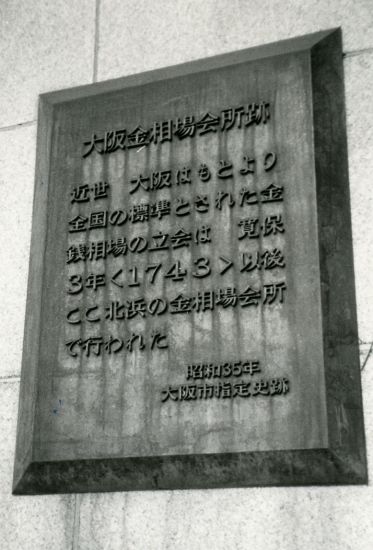 大阪金相場会所跡
近世 大阪はもとより
全国の標準とされた金
銭相場の立会は 寛保
3年<1743>以後
ここ北浜の金相場会所
で行われた
昭和35年
大阪市指定史跡